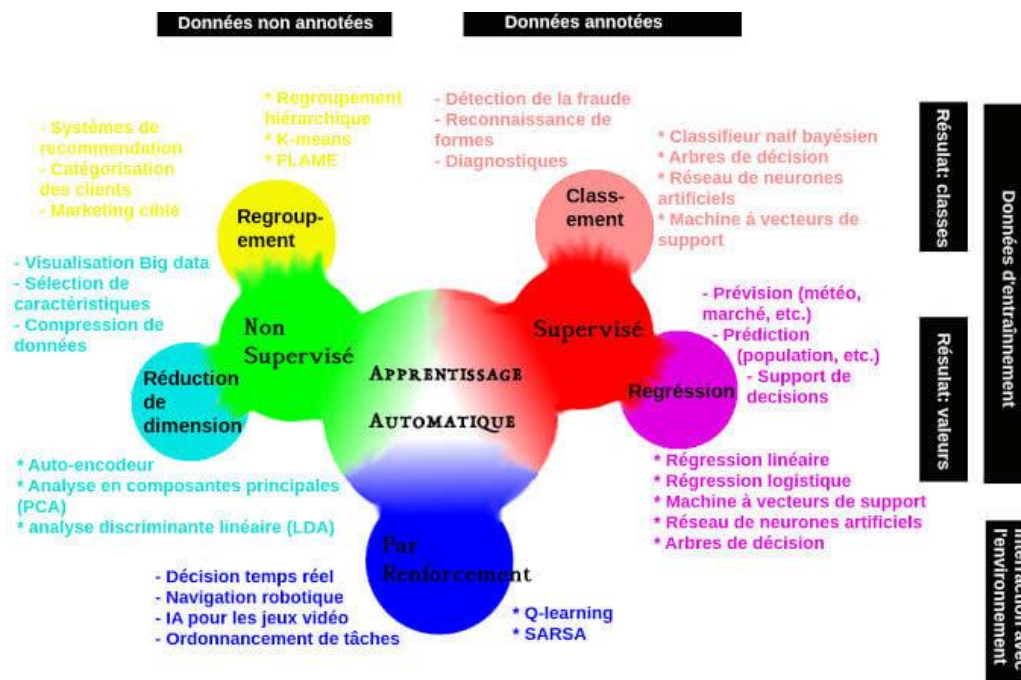 Données non annotées
Données annotées
- Systèmes de
recommendation
- Catégorisation
des clients
- Marketing ciblé
* Regroupement
hiérarchique
* K-means
* FLAME
- Détection de la fraude
- Reconnaissance de
formes
- Diagnostiques
* Classifieur naif bayésien
* Arbres de décision
* Réseau de neurones
artificiels
* Machine à vecteurs de
support
Regroup-
ement
Class-
ement
- Visualisation Big data
- Sélection de
caractéristiques
- Compression de
données
Non
Supervisé
Supervisé
- Prévision (météo,
marché, etc.)
- Prédiction
(population, etc.)
- Support de
decisions
Réduction
de
dimension
APPRENTISSAGE
AUTOMATIQUE
Regréssion
* Auto-encodeur
* Analyse en composantes principales
(PCA)
* analyse discriminante linéaire (LDA)
* Régression linéaire
* Régression logistique
* Machine à vecteurs de support
* Réseau de neurones artificiels
* Arbres de décision
Par
Renforcement
- Décision temps réel
- Navigation robotique
- IA pour les jeux vidéo
- Ordonnancement de tâches
* Q-learning
* SARSA
Résulat: classes
Résulat: valeurs
Données d'entraînnement
Interraction avec
l'environnement